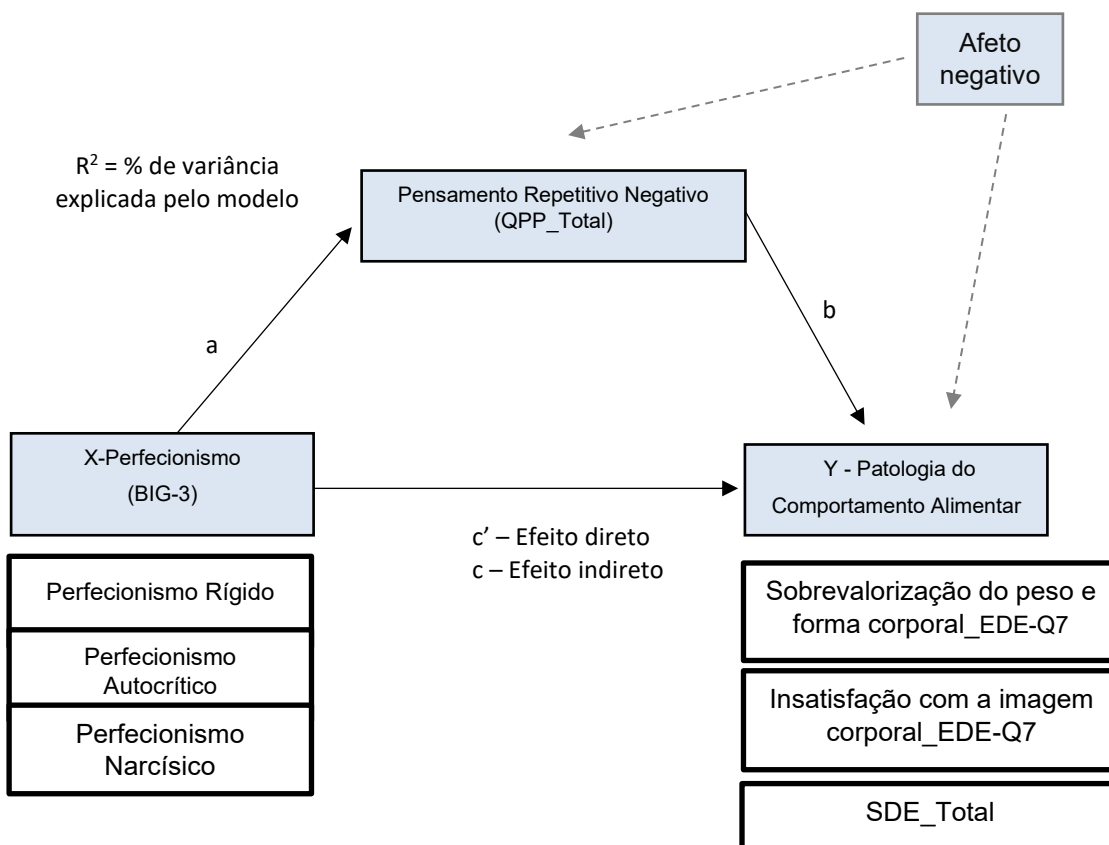 Afeto
negativo
R² = % de variância
explicada pelo modelo
Pensamento Repetitivo Negativo
(QPP_Total)
a
b
X-Perfecionismo
(BIG-3)
Y - Patologia do
Comportamento Alimentar
c’ – Efeito direto
c – Efeito indireto
Perfecionismo Rígido
Perfecionismo
Autocrítico
Perfecionismo
Narcísico
Sobrevalorização do peso e
forma corporal_EDE-Q7
Insatisfação com a imagem
corporal_EDE-Q7
SDE_Total